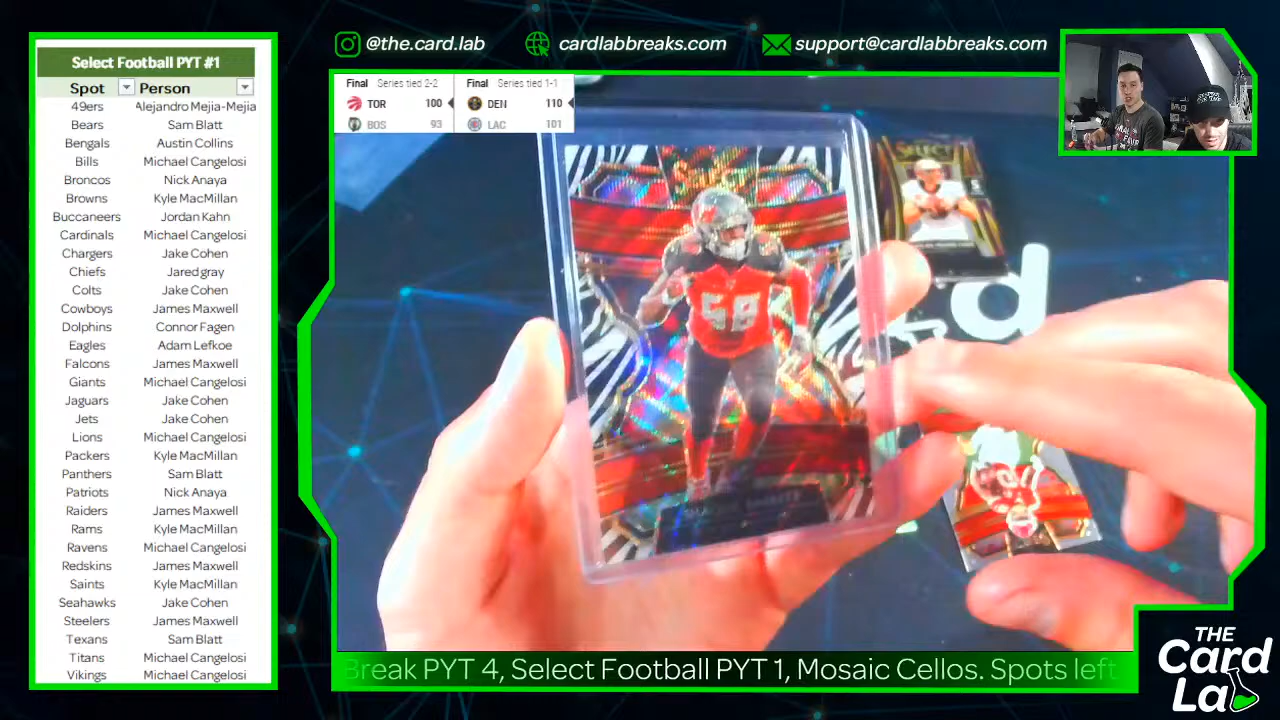 @the.card.lab
cardlabbreaks.com
support@cardlabbreaks.com
Select Football PYT #1
Spot Person
49ers Alejandro Mejia-Mejia
Bears Sam Blatt
Bengals Austin Collins
Bills Michael Cangelosi
Broncos Nick Anaya
Browns Kyle MacMillan
Buccaneers Jordan Kahn
Cardinals Michael Cangelosi
Chargers Jake Cohen
Chiefs Jared gray
Colts Jake Cohen
Cowboys James Maxwell
Dolphins Connor Fagen
Eagles Adam Lefkoe
Falcons James Maxwell
Giants Michael Cangelosi
Jaguars Jake Cohen
Jets Jake Cohen
Lions Michael Cangelosi
Packers Kyle MacMillan
Panthers Sam Blatt
Patriots Nick Anaya
Raiders James Maxwell
Rams Kyle MacMillan
Ravens Michael Cangelosi
Redskins James Maxwell
Saints Kyle MacMillan
Seahawks Jake Cohen
Steelers James Maxwell
Texans Sam Blatt
Titans Michael Cangelosi
Vikings Michael Cangelosi
Final Series tied 2-2
TOR 100
BOS 93
Final Series tied 1-1
DEN 110
LAC 101
Select
SELECT
58
d
Break PYT 4, Select Football PYT 1, Mosaic Cellos. Spots left
THE
Card
La